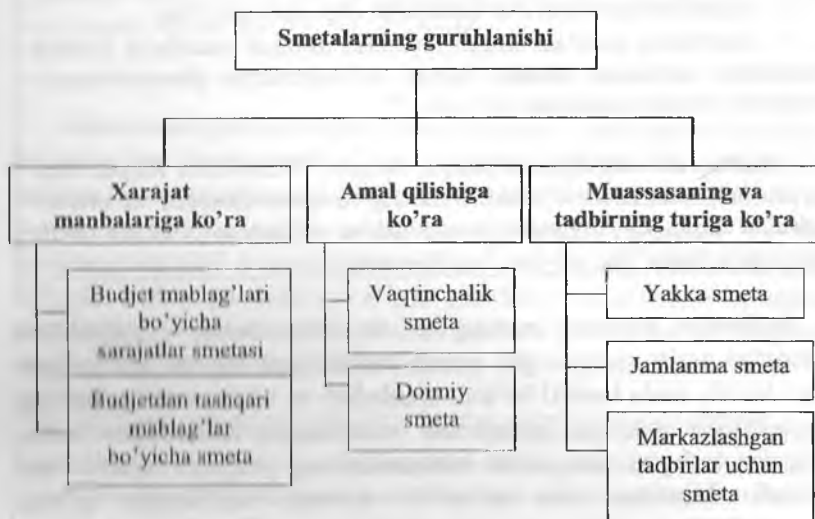 Smetalarning guruhlanishi
Xarajat
manbalariga ko’ra
Budjet mablag’lari
bo’yicha
sarajatlar smetasi
Budjetdan tashqari
mablag’lar
bo’yicha smeta
Amal qilishiga
ko’ra
Vaqtinchalik
smeta
Doimiy
smeta
Muassasaning va
tadbirning turiga ko’ra
Yakka smeta
Jamlanma smeta
Markazlashgan
tadbirlar uchun
smeta